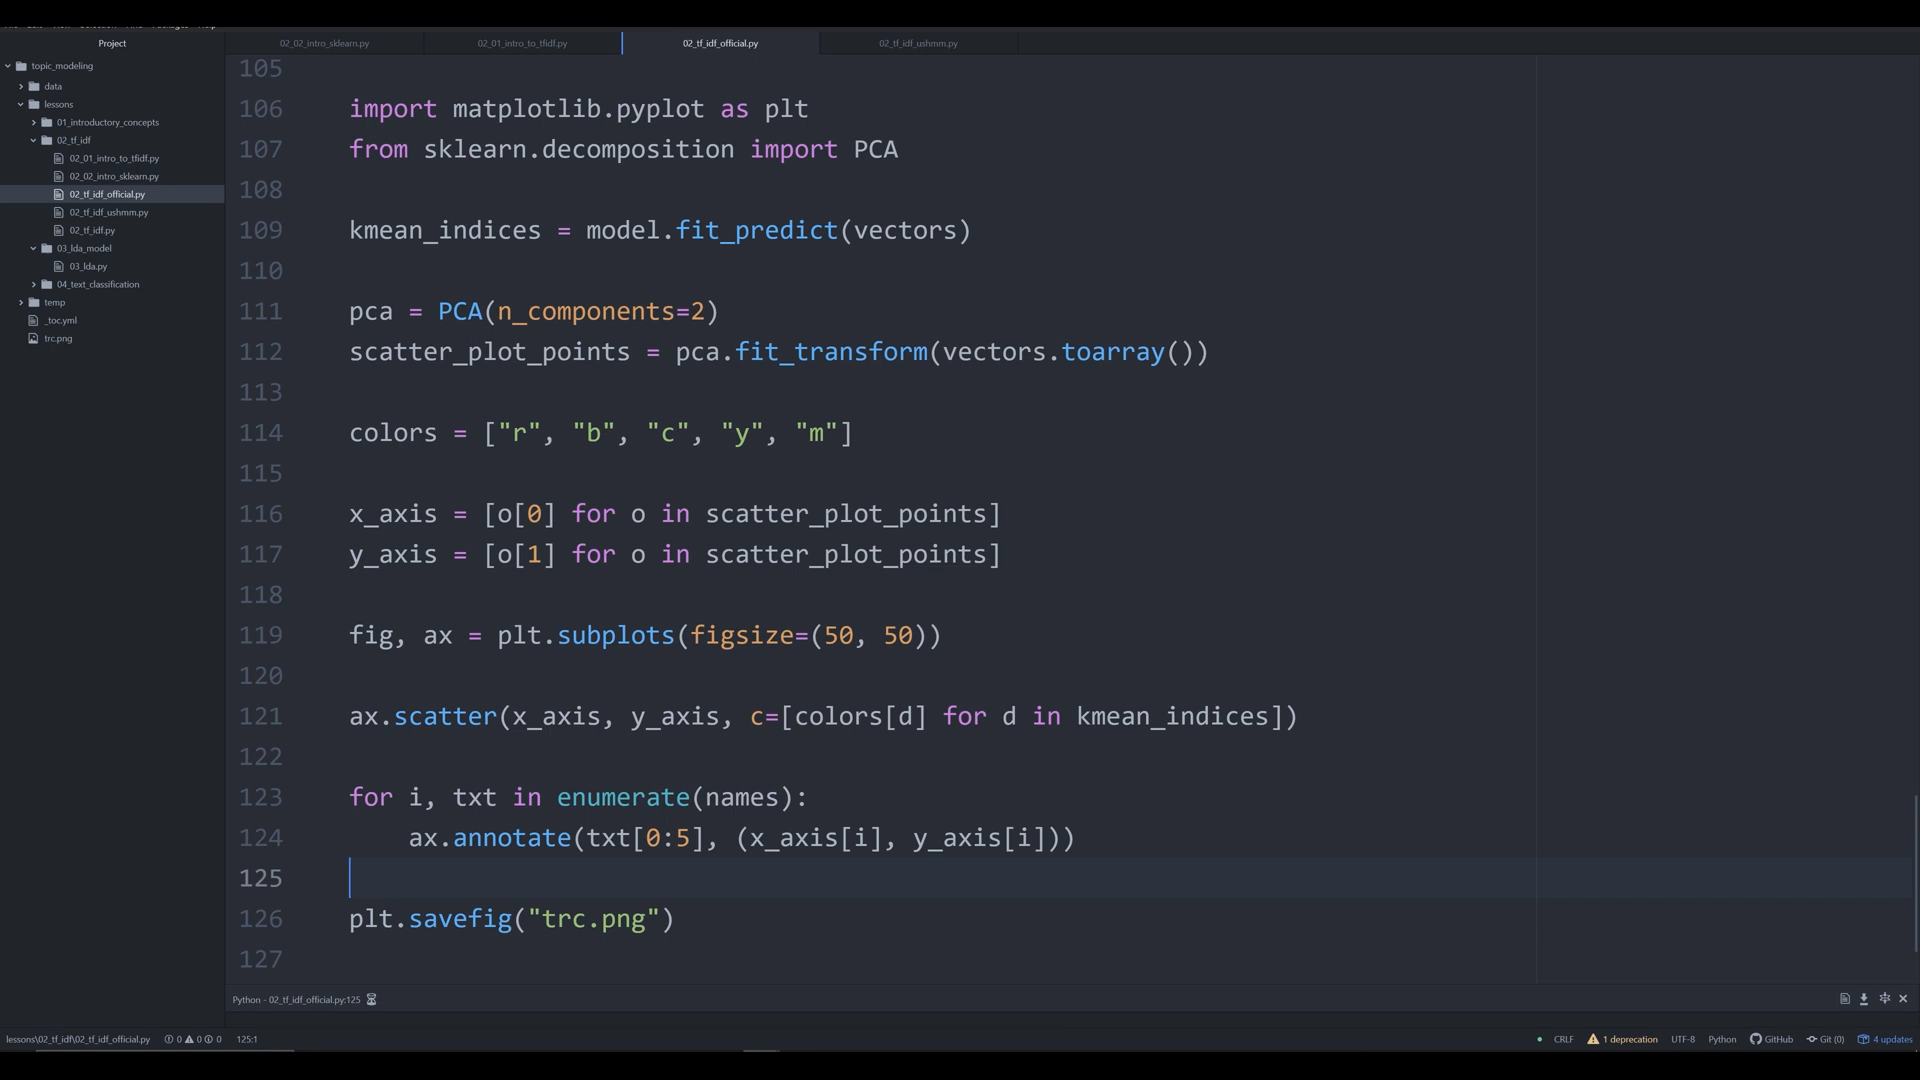 Project
topic_modeling
data
lessons
01_introductory_concepts
02_tf_idf
02_01_intro_to_tfidf.py
02_02_intro_sklearn.py
02_tf_idf_official.py
02_tf_idf_ushmm.py
02_tf_idf.py
03_lda_model
03_lda.py
04_text_classification
temp
_toc.yml
trc.png
02_02_intro_sklearn.py 02_01_intro_to_tfidf.py 02_tf_idf_official.py 02_tf_idf_ushmm.py
105
106 import matplotlib.pyplot as plt
107 from sklearn.decomposition import PCA
108
109 kmean_indices = model.fit_predict(vectors)
110
111 pca = PCA(n_components=2)
112 scatter_plot_points = pca.fit_transform(vectors.toarray())
113
114 colors = ["r", "b", "c", "y", "m"]
115
116 x_axis = [o[0] for o in scatter_plot_points]
117 y_axis = [o[1] for o in scatter_plot_points]
118
119 fig, ax = plt.subplots(figsize=(50, 50))
120
121 ax.scatter(x_axis, y_axis, c=[colors[d] for d in kmean_indices])
122
123 for i, txt in enumerate(names):
124     ax.annotate(txt[0:5], (x_axis[i], y_axis[i]))
125
126 plt.savefig("trc.png")
127
Python - 02_tf_idf_official.py:125
lessons\02_tf_idf\02_tf_idf_official.py 0 0 0 125:1 CRLF 1 deprecation UTF-8 Python GitHub Git (0) 4 updates